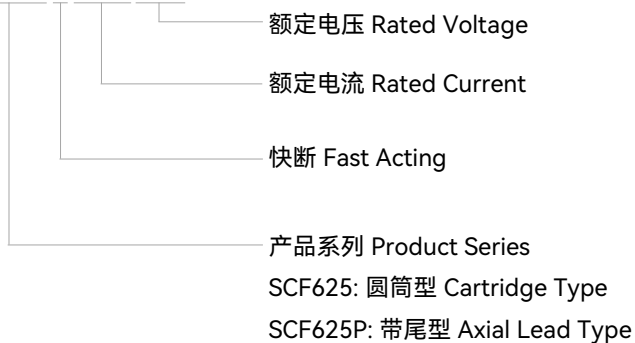 额定电压 Rated Voltage
额定电流 Rated Current
快断 Fast Acting
产品系列 Product Series
SCF625: 圆筒型 Cartridge Type
SCF625P: 带尾型 Axial Lead Type